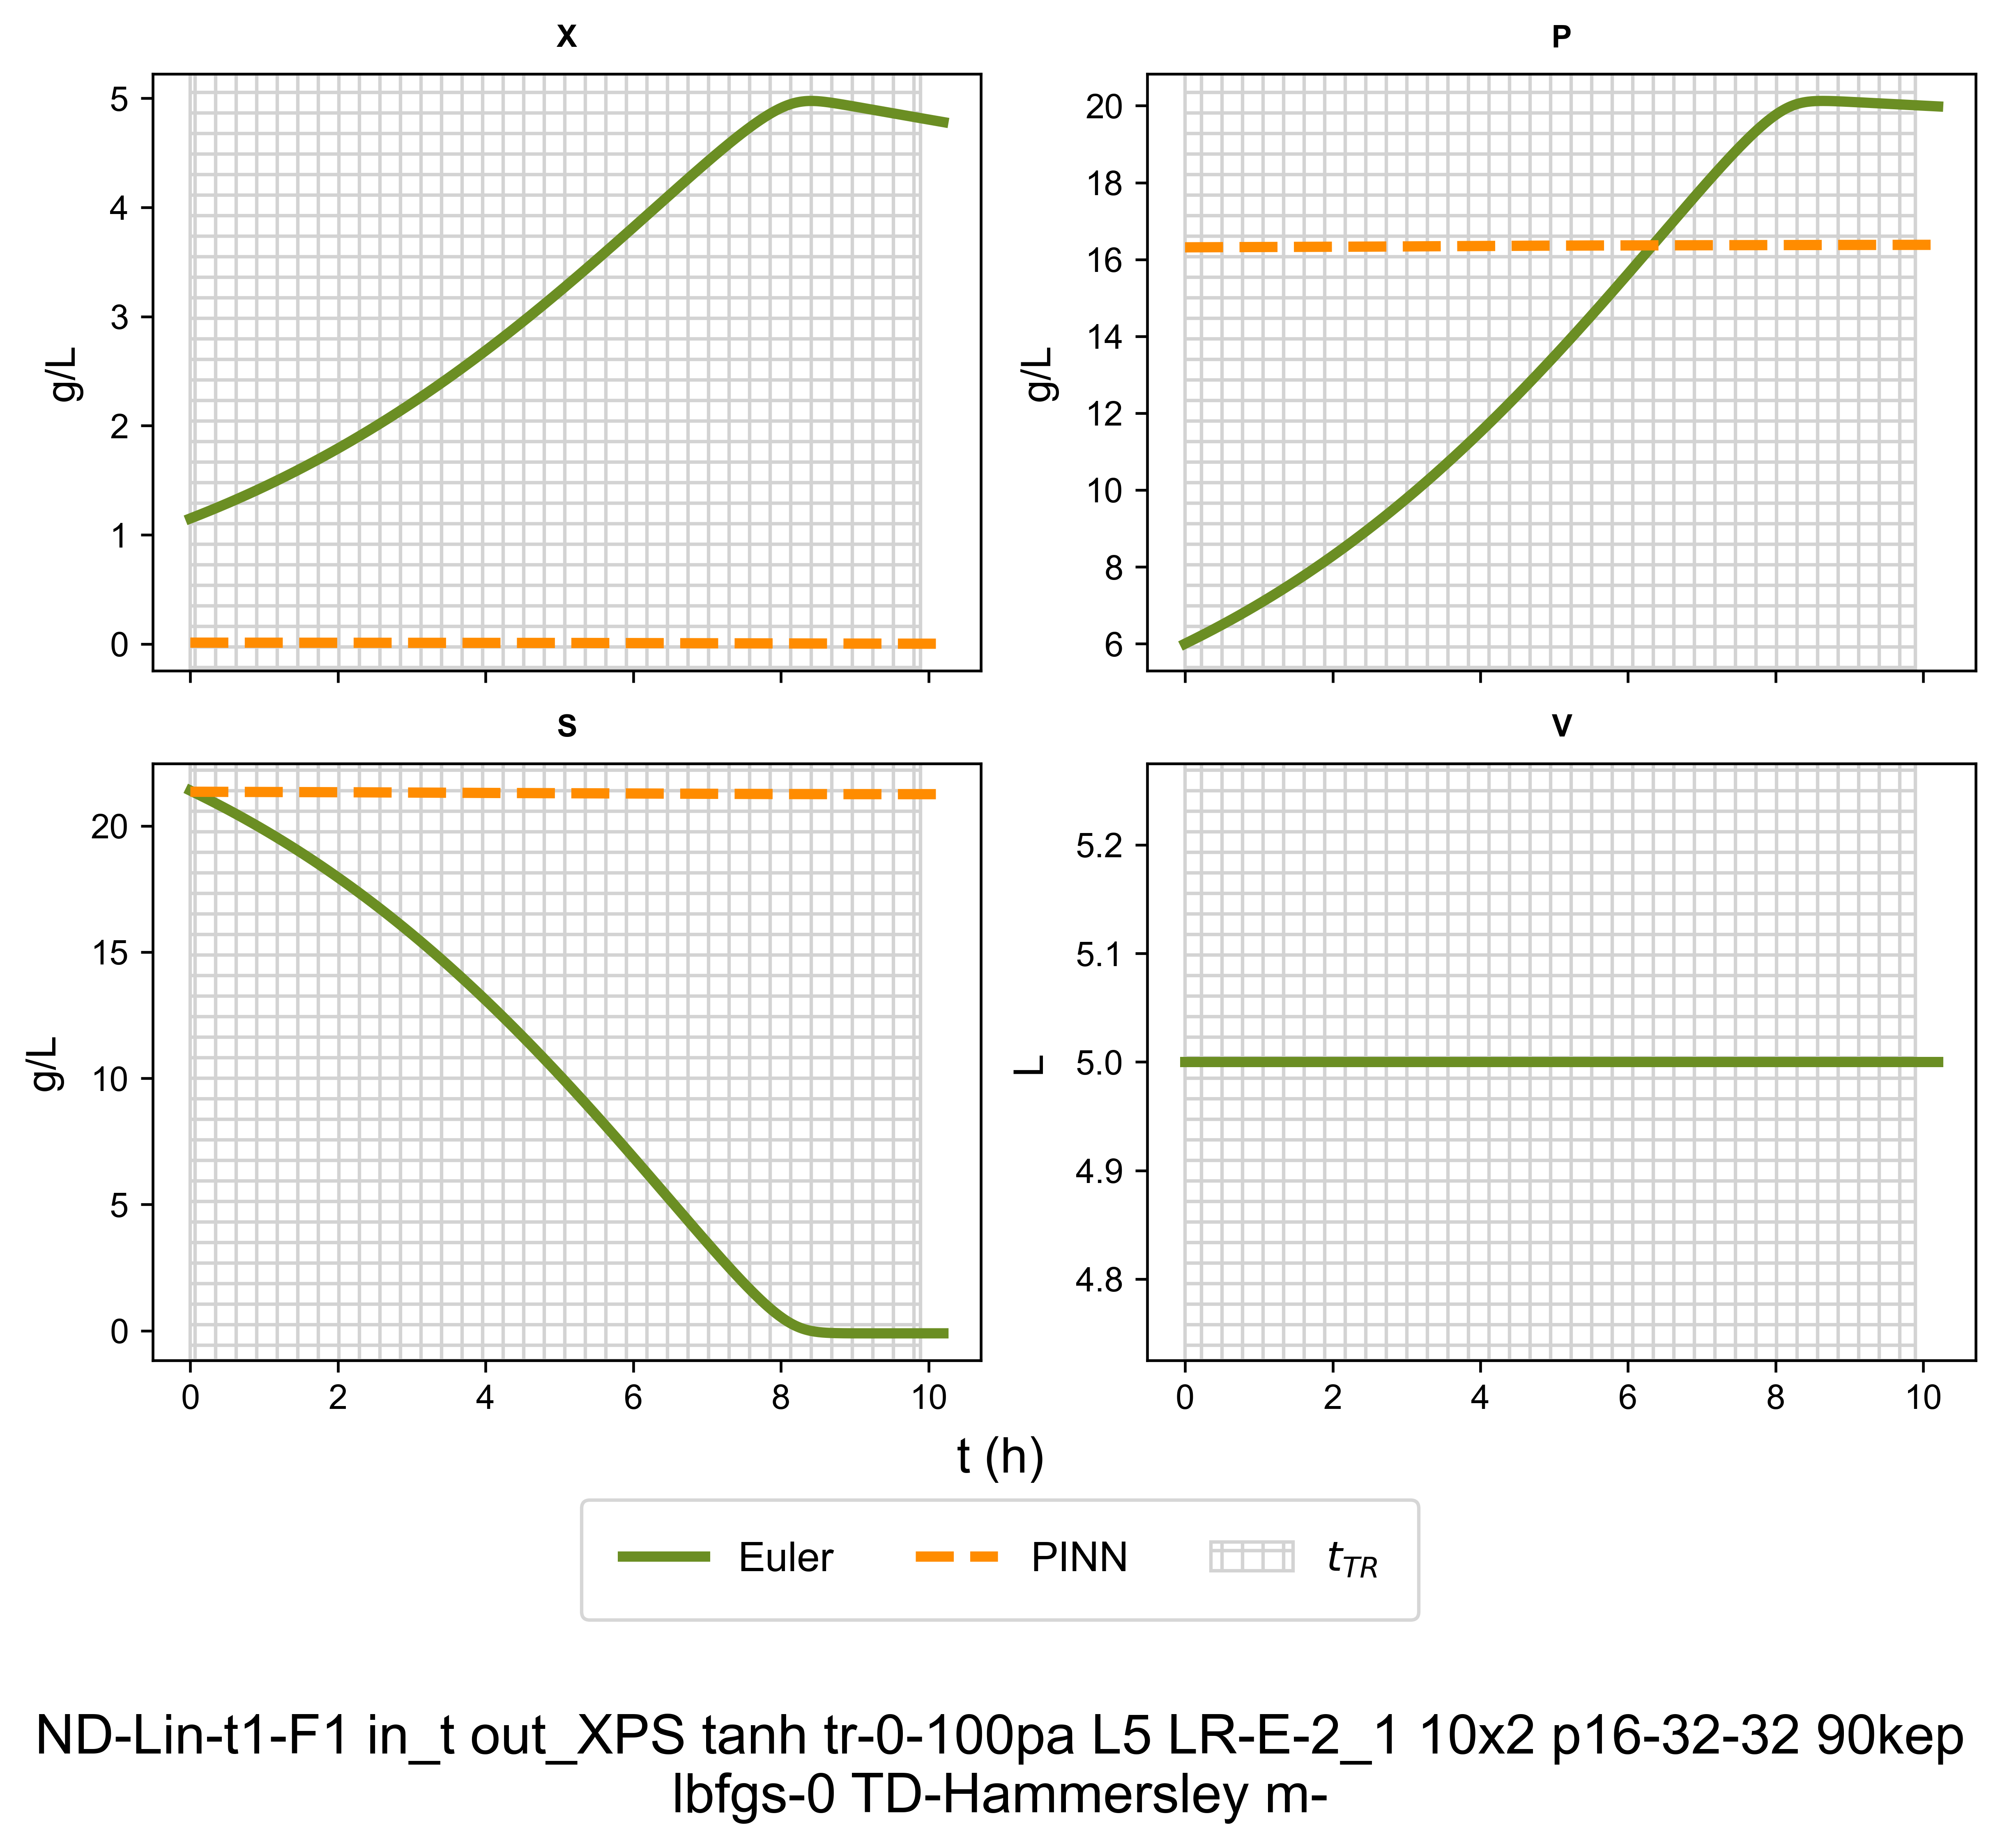 X
5
4
3
2
1
0
g/L
P
20
18
16
14
12
10
8
6
g/L
S
20
15
10
5
0
g/L
0 2 4 6 8 10
V
5.2
5.1
5.0
4.9
4.8
L
0 2 4 6 8 10
t (h)
Euler PINN t_TR
ND-Lin-t1-F1 in_t out_XPS tanh tr-0-100pa L5 LR-E-2_1 10x2 p16-32-32 90kep
lbfgs-0 TD-Hammersley m-